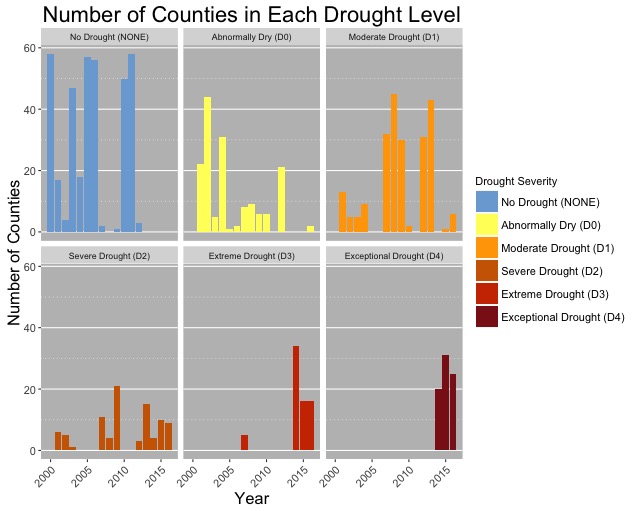 Number of Counties in Each Drought Level
No Drought (NONE)
Abnormally Dry (D0)
Moderate Drought (D1)
60
40
20
0
Severe Drought (D2)
Extreme Drought (D3)
Exceptional Drought (D4)
60
40
20
0
2000
2005
2010
2015
2000
2005
2010
2015
2000
2005
2010
2015
Year
Number of Counties
Drought Severity
No Drought (NONE)
Abnormally Dry (D0)
Moderate Drought (D1)
Severe Drought (D2)
Extreme Drought (D3)
Exceptional Drought (D4)